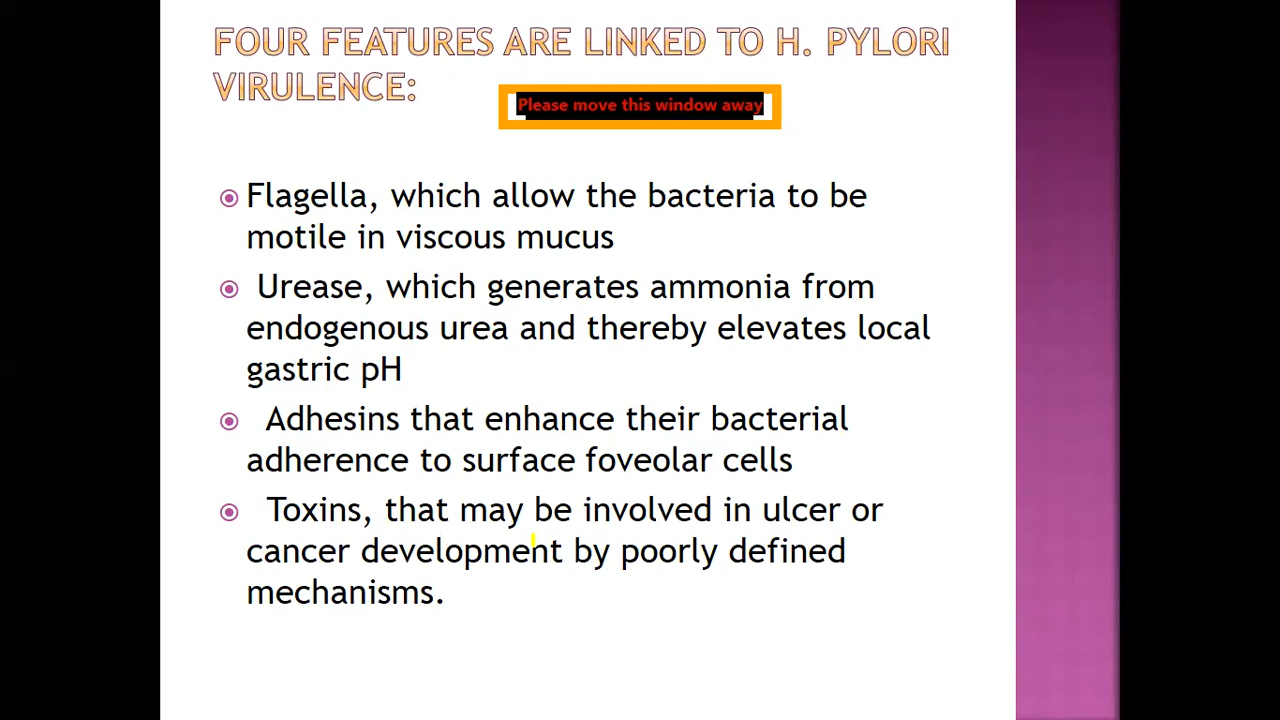 FOUR FEATURES ARE LINKED TO H. PYLORI
VIRULENCE:
Please move this window away
Flagella, which allow the bacteria to be
motile in viscous mucus
Urease, which generates ammonia from
endogenous urea and thereby elevates local
gastric pH
Adhesins that enhance their bacterial
adherence to surface foveolar cells
Toxins, that may be involved in ulcer or
cancer development by poorly defined
mechanisms.